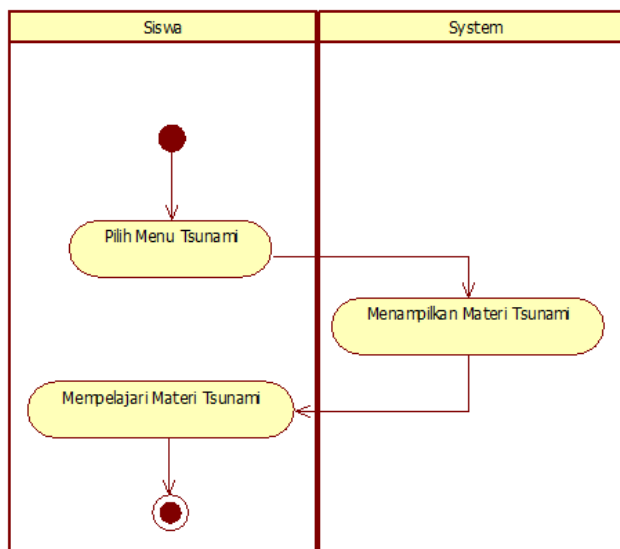 Siswa
System
Pilih Menu Tsunami
Menampilkan Materi Tsunami
Mempelajari Materi Tsunami